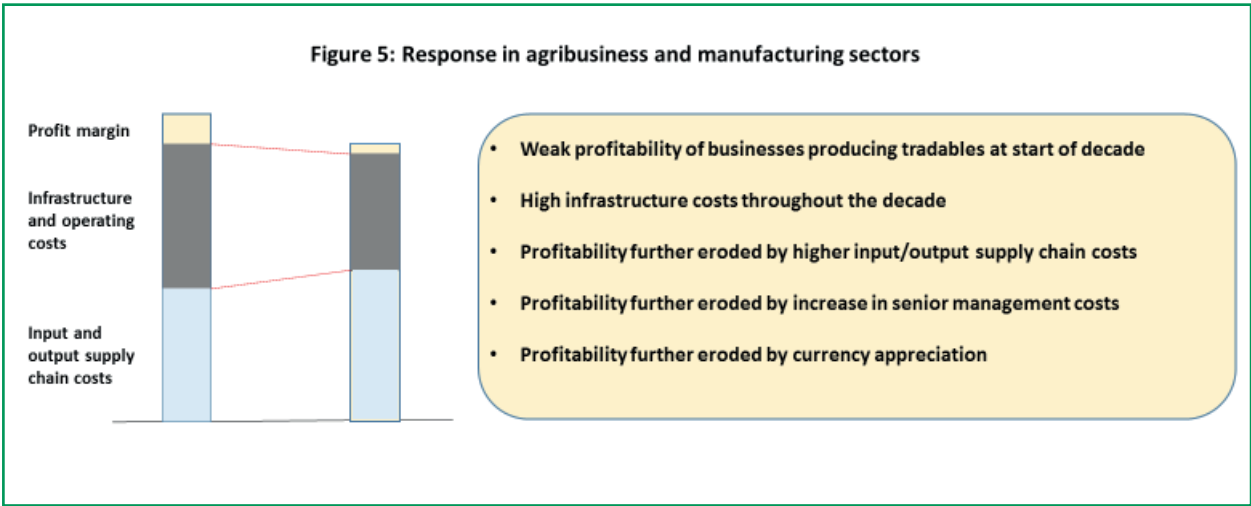 Figure 5: Response in agribusiness and manufacturing sectors
Profit margin
Infrastructure
and operating
costs
Input and
output supply
chain costs
• Weak profitability of businesses producing tradables at start of decade
• High infrastructure costs throughout the decade
• Profitability further eroded by higher input/output supply chain costs
• Profitability further eroded by increase in senior management costs
• Profitability further eroded by currency appreciation